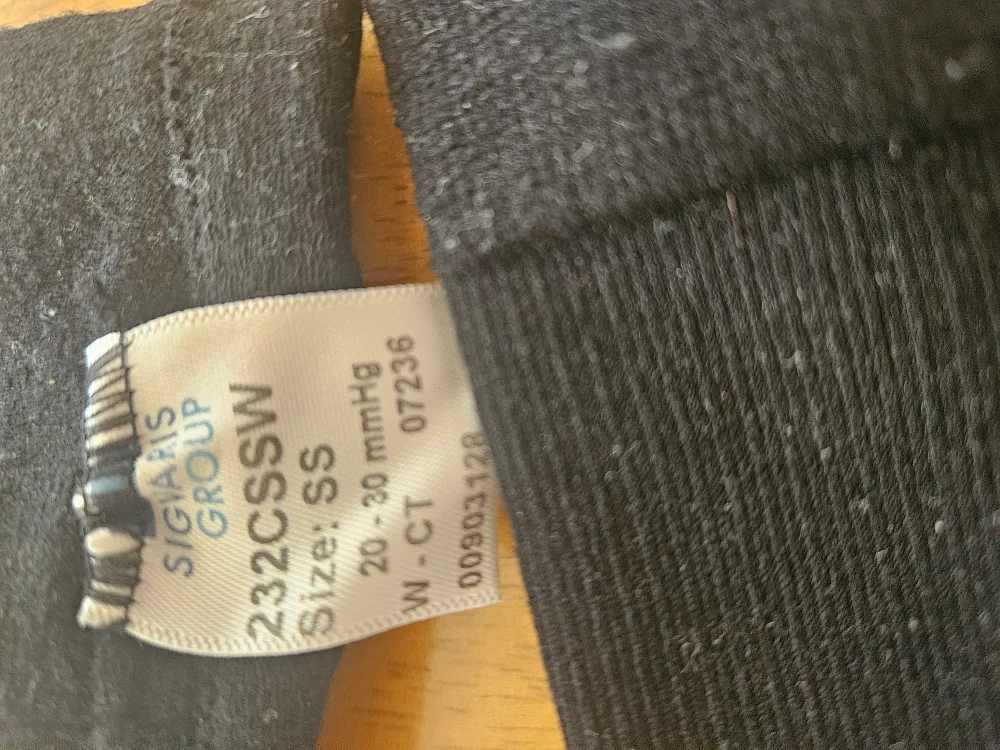 SIGVARIS
GROUP
232CSSW
Size: SS
20 - 30 mmHg
W - CT 07236
00903128